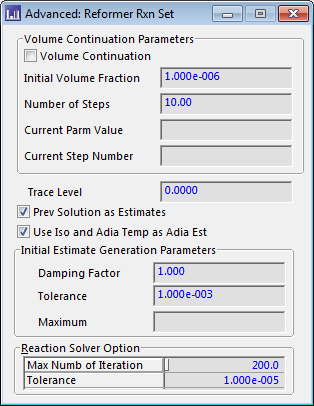 Advanced: Reformer Rxn Set
Volume Continuation Parameters
Volume Continuation
Initial Volume Fraction 1.000e-006
Number of Steps 10.00
Current Parm Value
Current Step Number
Trace Level 0.0000
Prev Solution as Estimates
Use Iso and Adia Temp as Adia Est
Initial Estimate Generation Parameters
Damping Factor 1.000
Tolerance 1.000e-003
Maximum
Reaction Solver Option
Max Numb of Iteration 200.0
Tolerance 1.000e-005